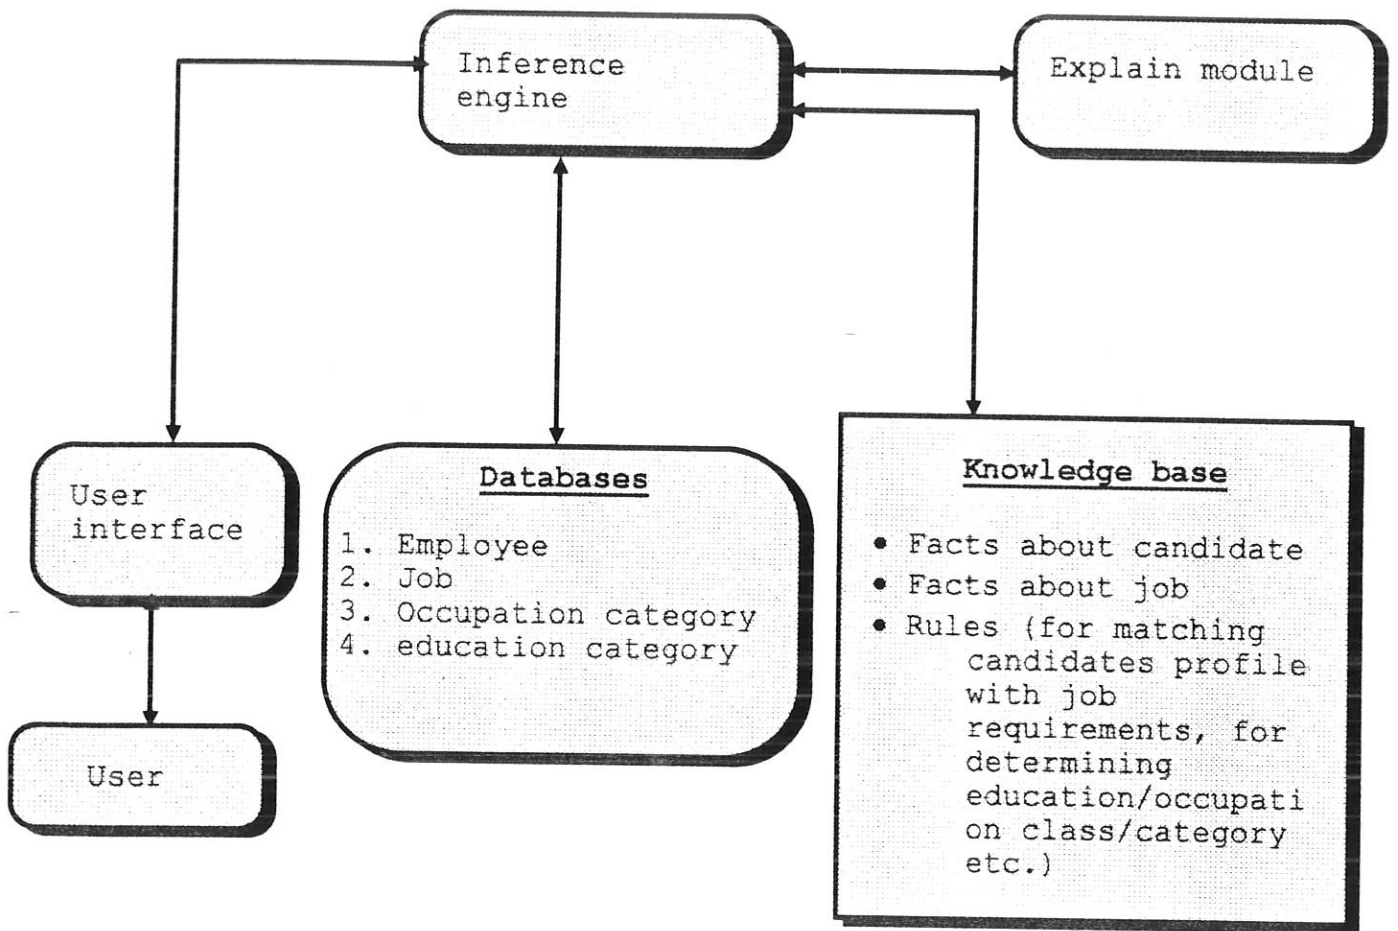 Inference
engine
Explain module
User
interface
User
Databases
1. Employee
2. Job
3. Occupation category
4. education category
Knowledge base
• Facts about candidate
• Facts about job
• Rules (for matching
candidates profile
with job
requirements, for
determining
education/occupati
on class/category
etc.)